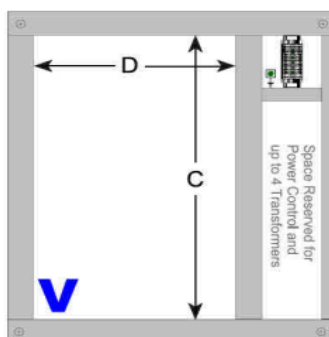 D
C
Space Reserved for
Power Control and
up to 4 Transformers
V